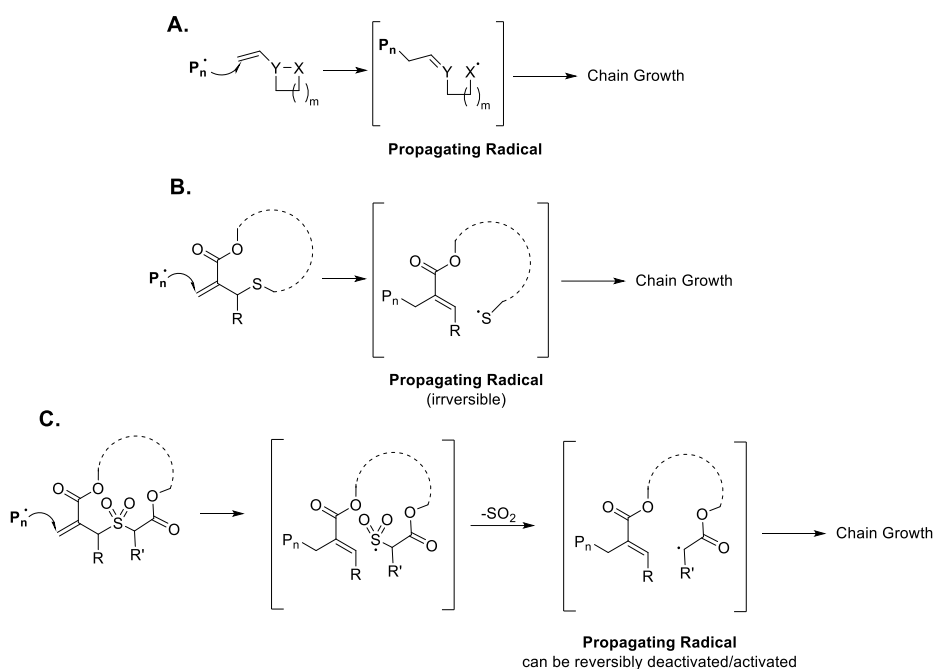 A.
Pn• Y–X ( )m
Pn Y X• ( )m
Chain Growth
Propagating Radical
B.
Pn• O O S R
Pn O O •S R
Chain Growth
Propagating Radical
(irrversible)
C.
Pn• O O O O S O O R R'
Pn O O O O S• O O R R'
-SO2
Pn O O O O • R R'
Chain Growth
Propagating Radical
can be reversibly deactivated/activated